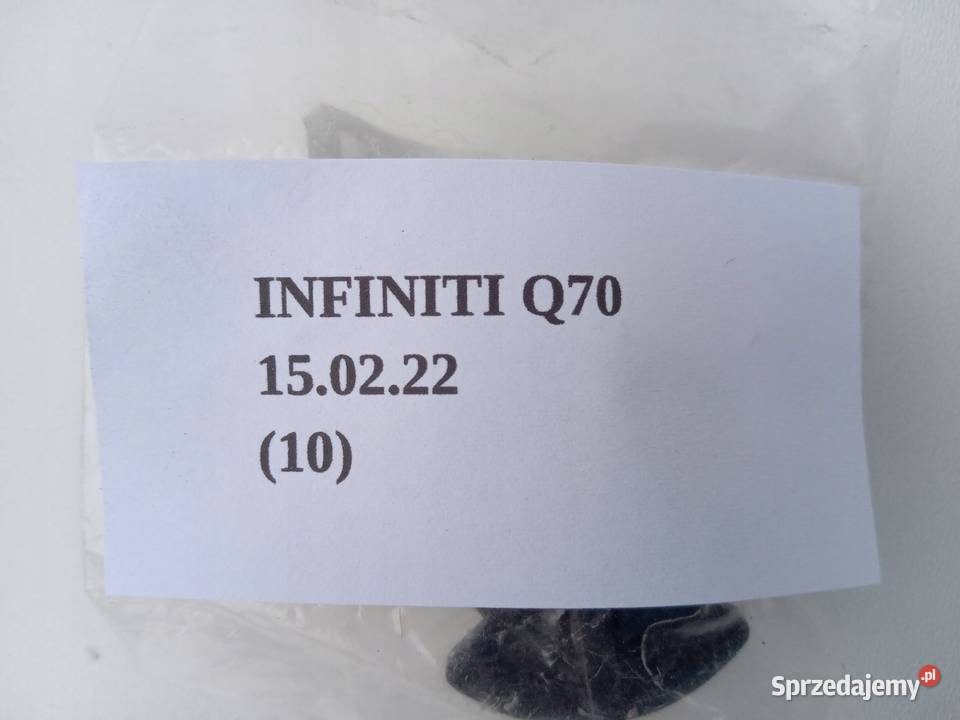 INFINITI Q70
15.02.22
(10)
Sprzedajemy.pl